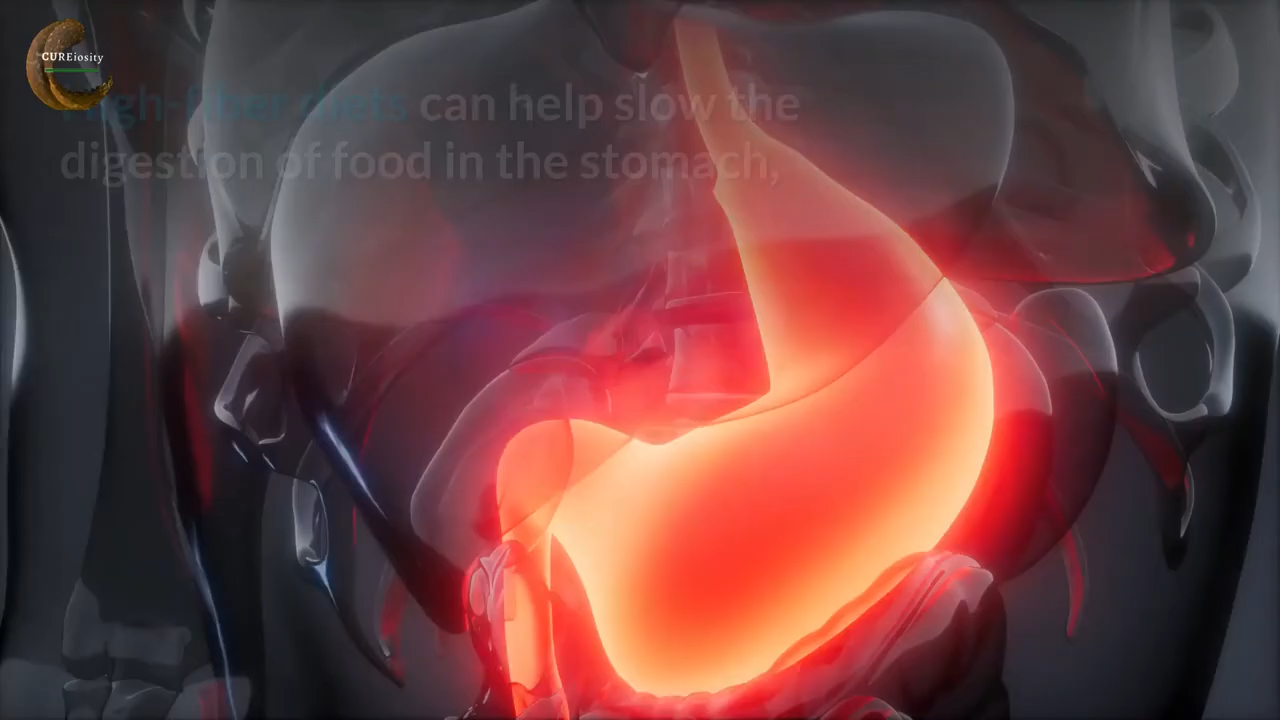 CUREiosity
High-fiber diets can help slow the
digestion of food in the stomach,